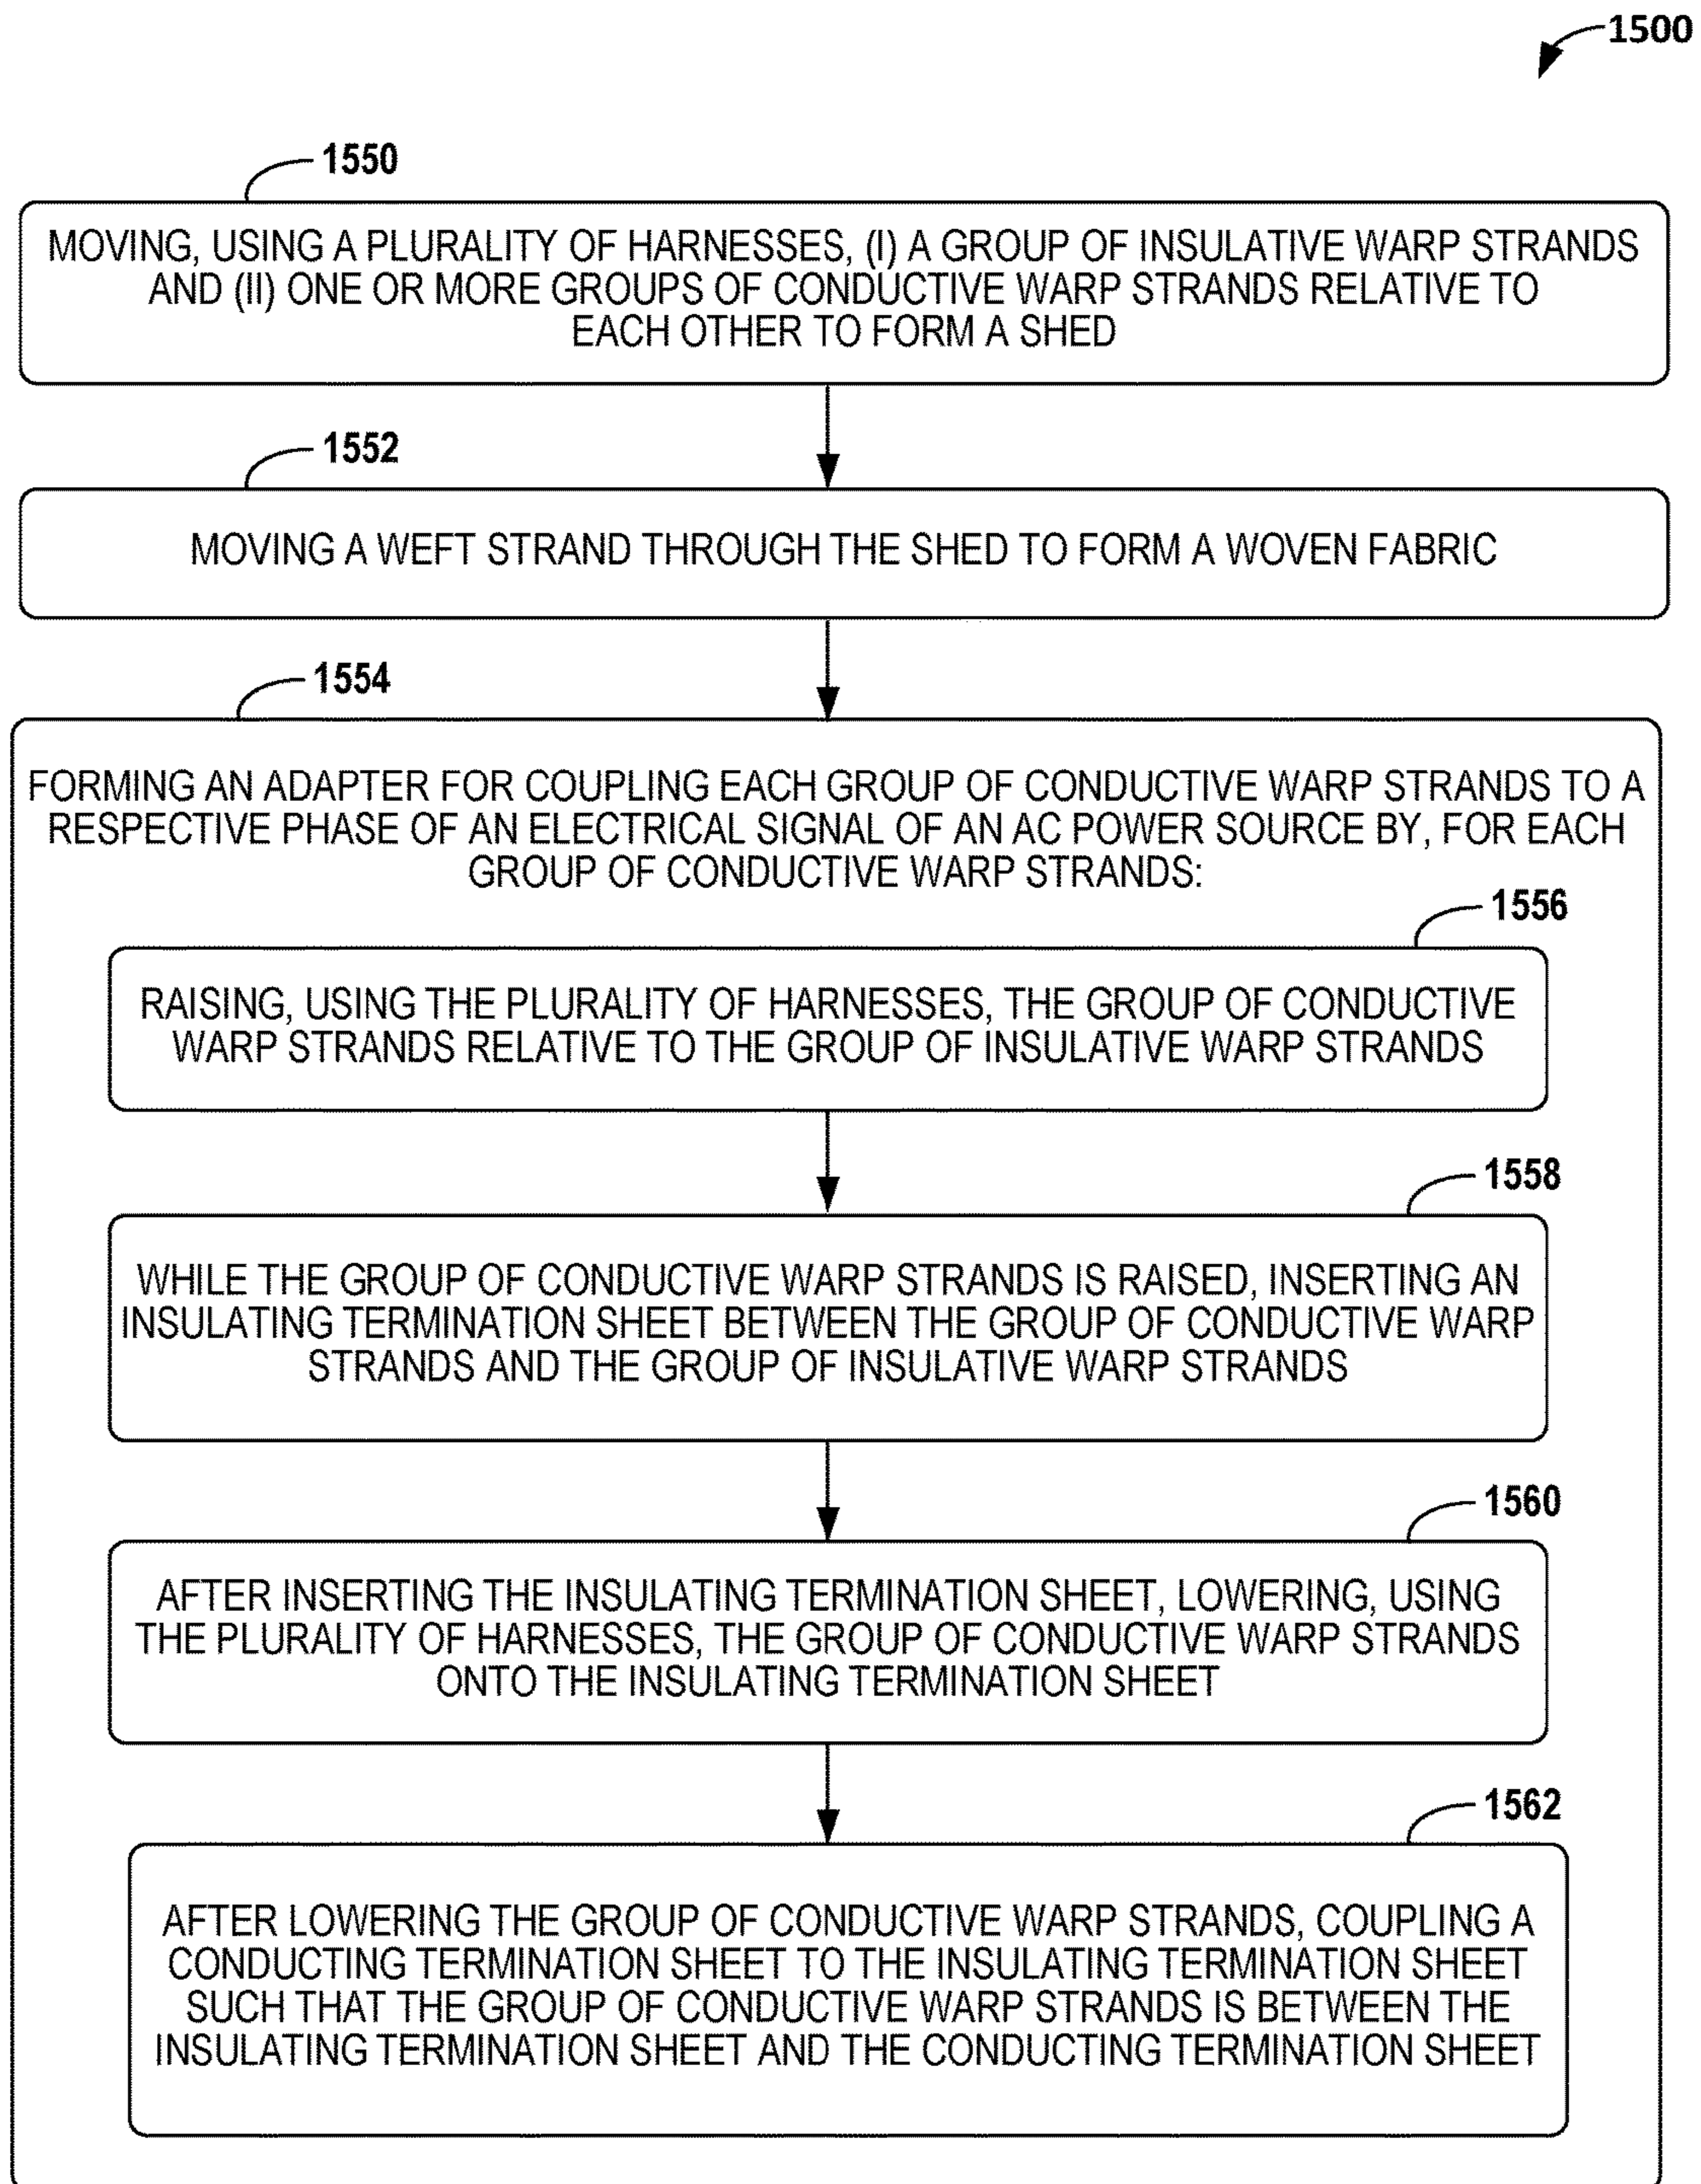 1500
1550
MOVING, USING A PLURALITY OF HARNESSES, (I) A GROUP OF INSULATIVE WARP STRANDS
AND (II) ONE OR MORE GROUPS OF CONDUCTIVE WARP STRANDS RELATIVE TO
EACH OTHER TO FORM A SHED
1552
MOVING A WEFT STRAND THROUGH THE SHED TO FORM A WOVEN FABRIC
1554
FORMING AN ADAPTER FOR COUPLING EACH GROUP OF CONDUCTIVE WARP STRANDS TO A
RESPECTIVE PHASE OF AN ELECTRICAL SIGNAL OF AN AC POWER SOURCE BY, FOR EACH
GROUP OF CONDUCTIVE WARP STRANDS:
1556
RAISING, USING THE PLURALITY OF HARNESSES, THE GROUP OF CONDUCTIVE
WARP STRANDS RELATIVE TO THE GROUP OF INSULATIVE WARP STRANDS
1558
WHILE THE GROUP OF CONDUCTIVE WARP STRANDS IS RAISED, INSERTING AN
INSULATING TERMINATION SHEET BETWEEN THE GROUP OF CONDUCTIVE WARP
STRANDS AND THE GROUP OF INSULATIVE WARP STRANDS
1560
AFTER INSERTING THE INSULATING TERMINATION SHEET, LOWERING, USING
THE PLURALITY OF HARNESSES, THE GROUP OF CONDUCTIVE WARP STRANDS
ONTO THE INSULATING TERMINATION SHEET
1562
AFTER LOWERING THE GROUP OF CONDUCTIVE WARP STRANDS, COUPLING A
CONDUCTING TERMINATION SHEET TO THE INSULATING TERMINATION SHEET
SUCH THAT THE GROUP OF CONDUCTIVE WARP STRANDS IS BETWEEN THE
INSULATING TERMINATION SHEET AND THE CONDUCTING TERMINATION SHEET